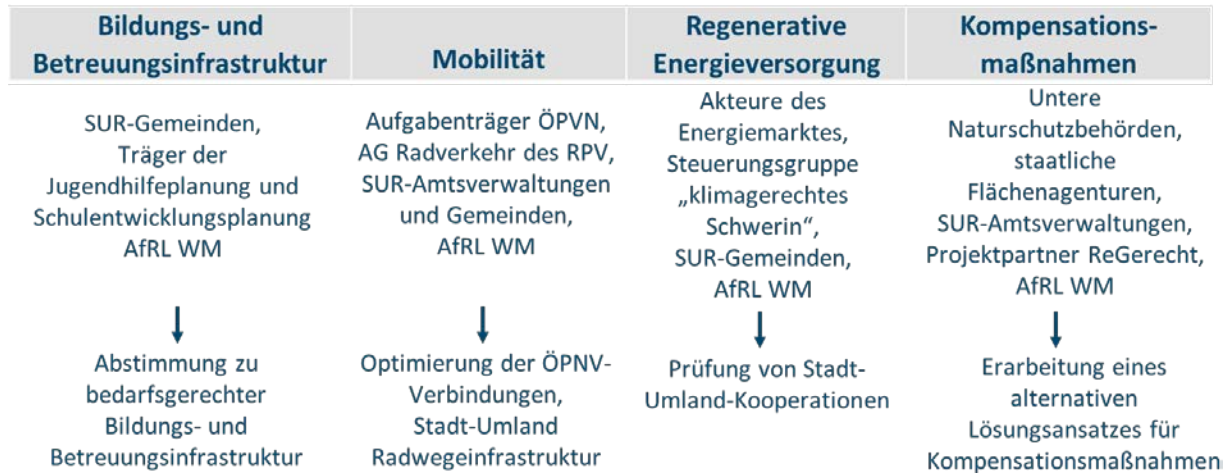 Bildungs- und
Betreuungsinfrastruktur
Mobilität
Regenerative
Energieversorgung
Kompensations-
maßnahmen
SUR-Gemeinden,
Träger der
Jugendhilfeplanung und
Schulentwicklungsplanung
AfRL WM
Aufgabenträger ÖPVN,
AG Radverkehr des RPV,
SUR-Amtsverwaltungen
und Gemeinden,
AfRL WM
Akteure des
Energiemarktes,
Steuerungsgruppe
„klimagerechtes
Schwerin“,
SUR-Gemeinden,
AfRL WM
Untere
Naturschutzbehörden,
staatliche
Flächenagenturen,
SUR-Amtsverwaltungen,
Projektpartner ReGerecht,
AfRL WM
Abstimmung zu
bedarfsgerechter
Bildungs- und
Betreuungsinfrastruktur
Optimierung der ÖPNV-
Verbindungen,
Stadt-Umland
Radwegeinfrastruktur
Prüfung von Stadt-
Umland-Kooperationen
Erarbeitung eines
alternativen
Lösungsansatzes für
Kompensationsmaßnahmen